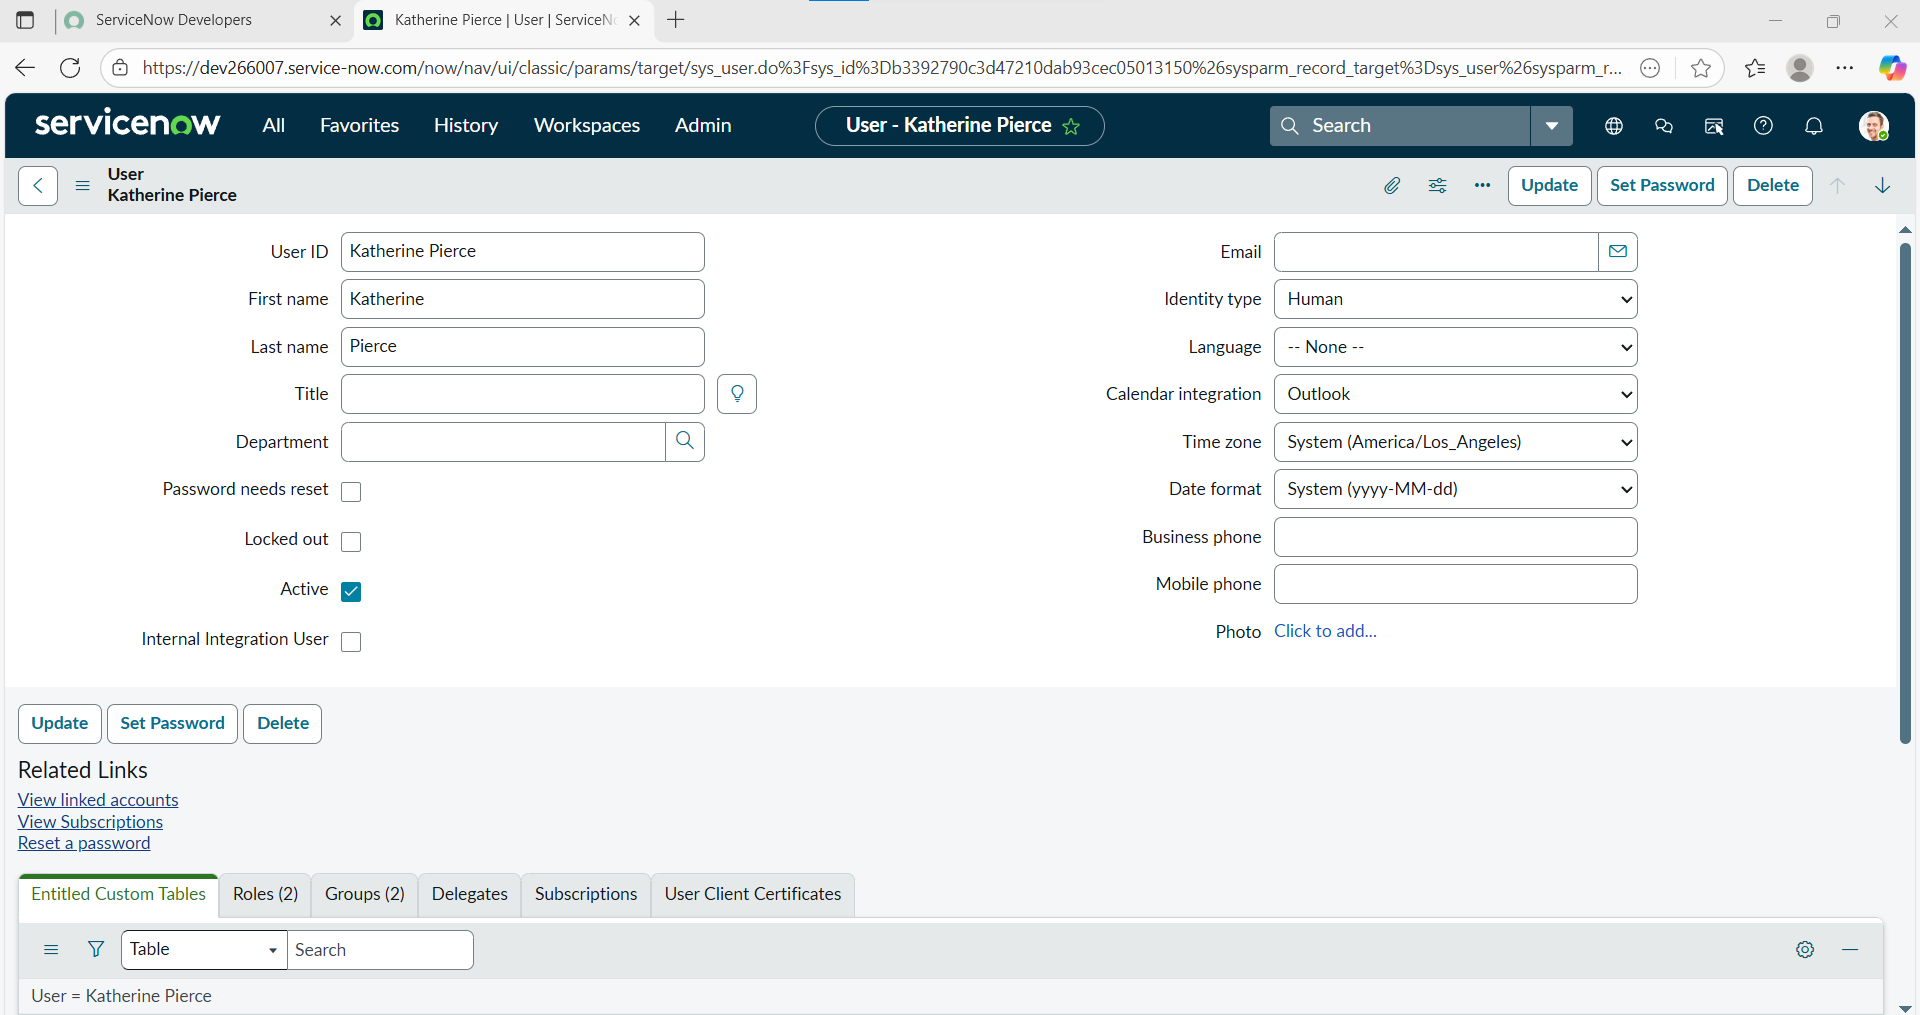 ServiceNow Developers
Katherine Pierce | User | ServiceN
https://dev266007.service-now.com/now/nav/ui/classic/params/target/sys_user.do%3Fsys_id%3Db3392790c3d47210dab93cec05013150%26sysparm_record_target%3Dsys_user%26sysparm_r...
servicenow All Favorites History Workspaces Admin User - Katherine Pierce Search
User
Katherine Pierce
Update Set Password Delete
User ID Katherine Pierce
First name Katherine
Last name Pierce
Title
Department
Password needs reset
Locked out
Active
Internal Integration User
Email
Identity type Human
Language -- None --
Calendar integration Outlook
Time zone System (America/Los_Angeles)
Date format System (yyyy-MM-dd)
Business phone
Mobile phone
Photo Click to add...
Update Set Password Delete
Related Links
View linked accounts
View Subscriptions
Reset a password
Entitled Custom Tables Roles (2) Groups (2) Delegates Subscriptions User Client Certificates
Table Search
User = Katherine Pierce